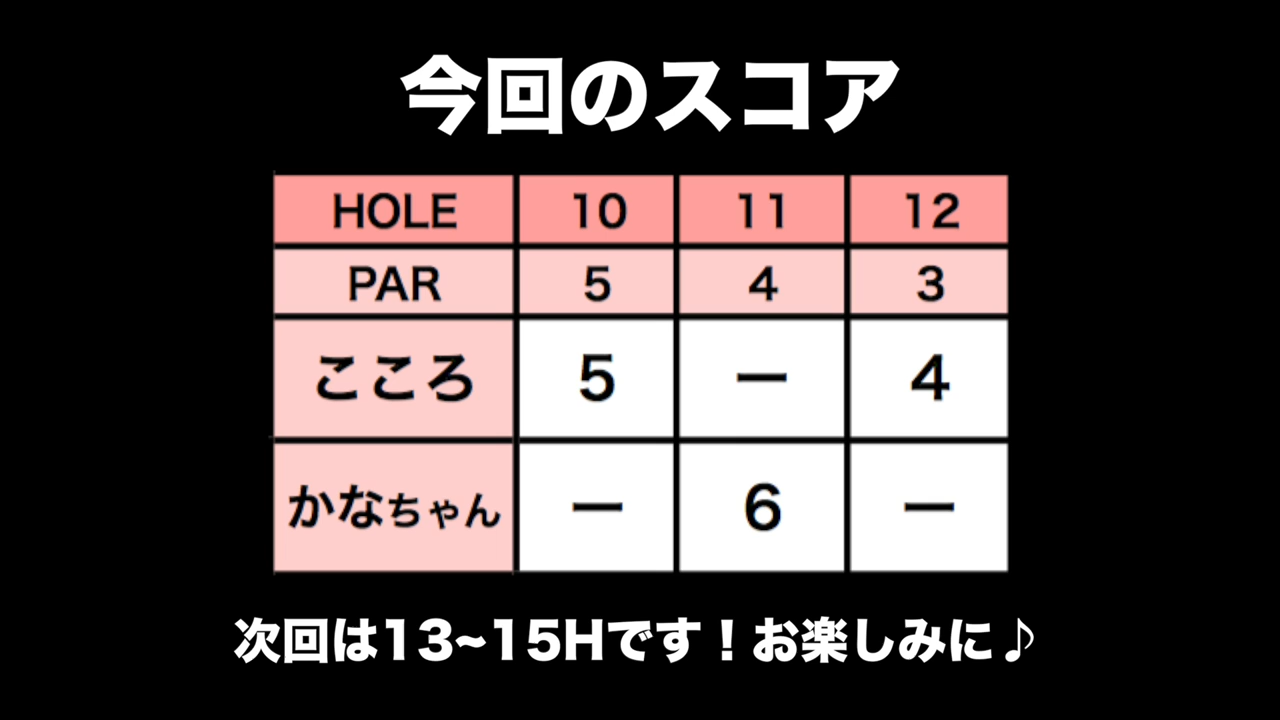 今回のスコア
HOLE 10 11 12
PAR 5 4 3
こころ 5 ー 4
かなちゃん ー 6 ー
次回は13~15Hです！お楽しみに♪